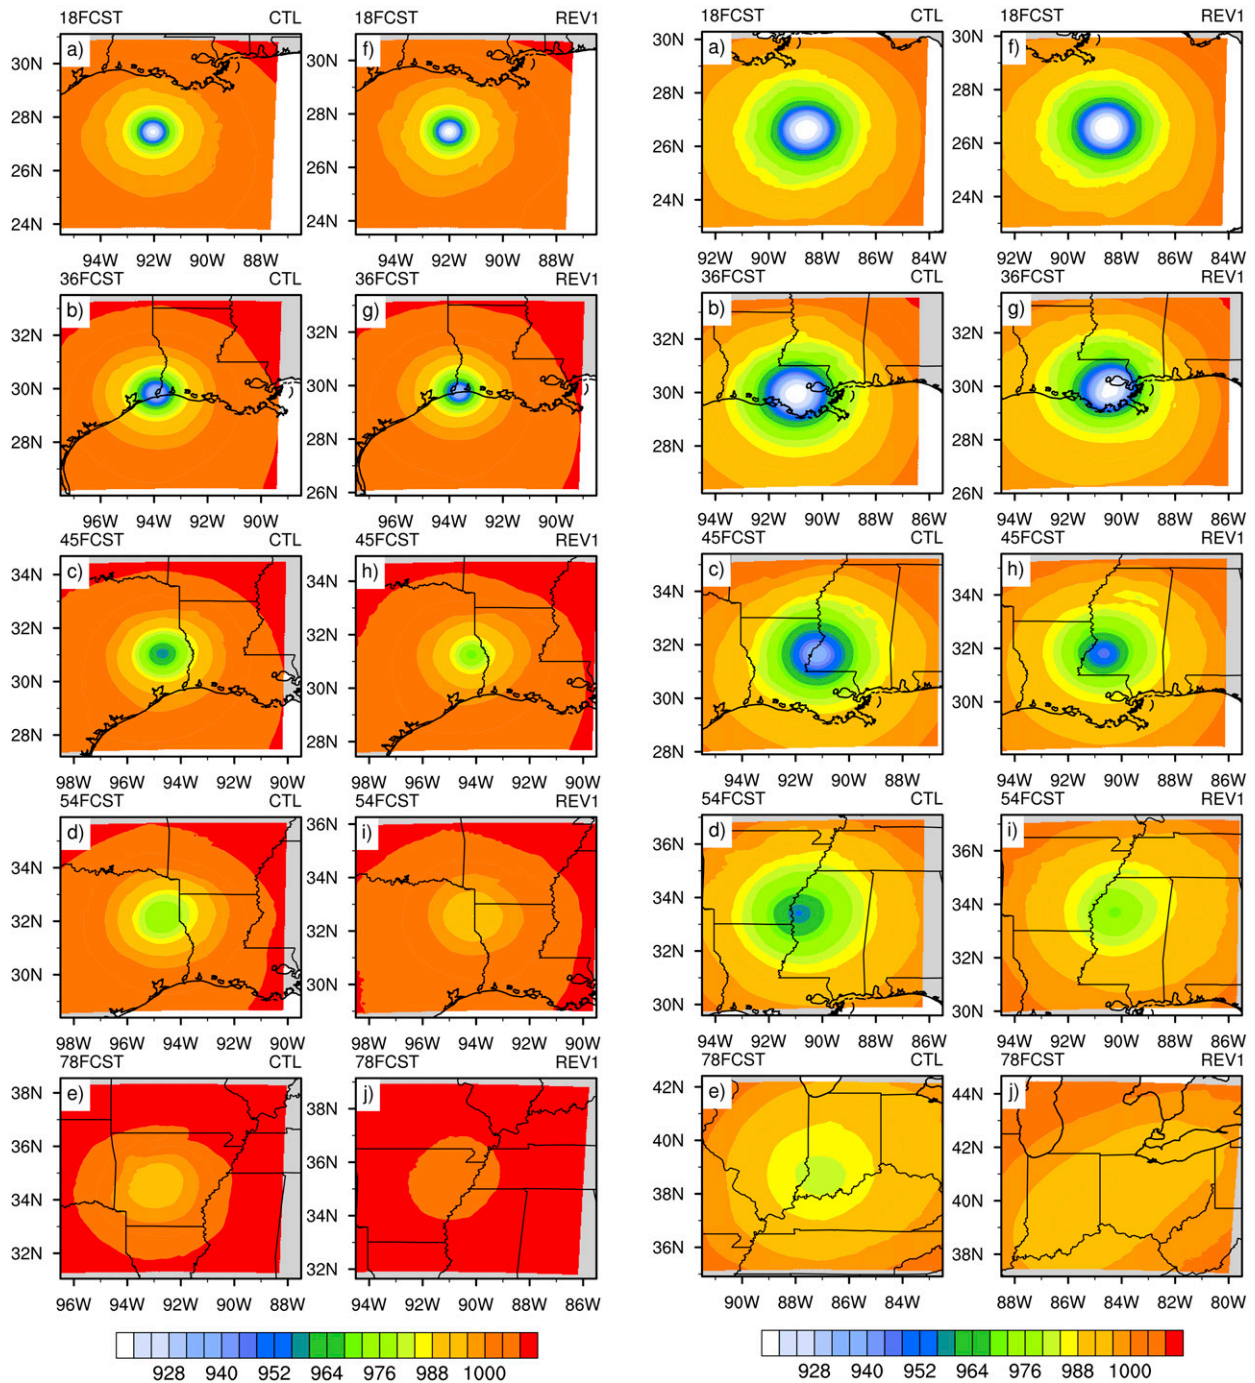 18FCST CTL 18FCST REV1 18FCST CTL 18FCST REV1
a) f) a) f)
30N 28N 26N 24N
30N 28N 26N 24N
30N 28N 26N 24N
30N 28N 26N 24N
94W 92W 90W 88W 94W 92W 90W 88W 92W 90W 88W 86W 84W 92W 90W 88W 86W 84W
36FCST CTL 36FCST REV1 36FCST CTL 36FCST REV1
b) g) b) g)
32N 30N 28N
32N 30N 28N 26N
32N 30N 28N 26N
32N 30N 28N 26N
96W 94W 92W 90W 96W 94W 92W 90W 94W 92W 90W 88W 86W 94W 92W 90W 88W 86W
45FCST CTL 45FCST REV1 45FCST CTL 45FCST REV1
c) h) c) h)
34N 32N 30N 28N
34N 32N 30N 28N
34N 32N 30N 28N
34N 32N 30N 28N
98W 96W 94W 92W 90W 98W 96W 94W 92W 90W 94W 92W 90W 88W 94W 92W 90W 88W 86W
54FCST CTL 54FCST REV1 54FCST CTL 54FCST REV1
d) i) d) i)
34N 32N 30N
36N 34N 32N 30N
36N 34N 32N 30N
36N 34N 32N 30N
98W 96W 94W 92W 90W 98W 96W 94W 92W 90W 94W 92W 90W 88W 86W 94W 92W 90W 88W 86W
78FCST CTL 78FCST REV1 78FCST CTL 78FCST REV1
e) j) e) j)
38N 36N 34N 32N
38N 36N 34N 32N
42N 40N 38N 36N
44N 42N 40N 38N
96W 94W 92W 90W 88W 94W 92W 90W 88W 86W 90W 88W 86W 84W 88W 86W 84W 82W 80W
928 940 952 964 976 988 1000 928 940 952 964 976 988 1000